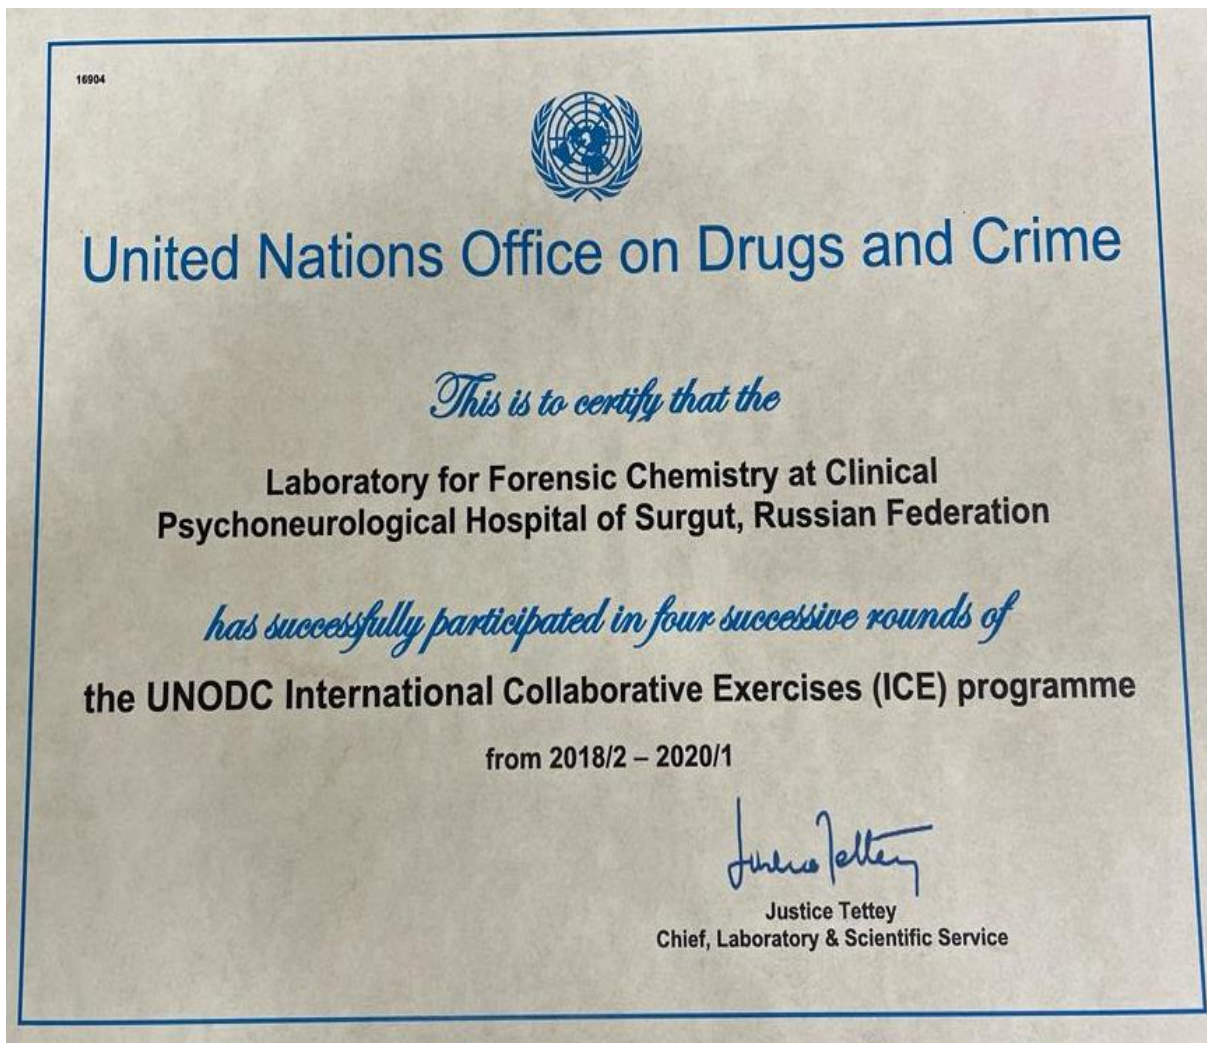 16904
United Nations Office on Drugs and Crime
This is to certify that the
Laboratory for Forensic Chemistry at Clinical
Psychoneurological Hospital of Surgut, Russian Federation
has successfully participated in four successive rounds of
the UNODC International Collaborative Exercises (ICE) programme
from 2018/2 – 2020/1
Justice Tettey
Justice Tettey
Chief, Laboratory & Scientific Service